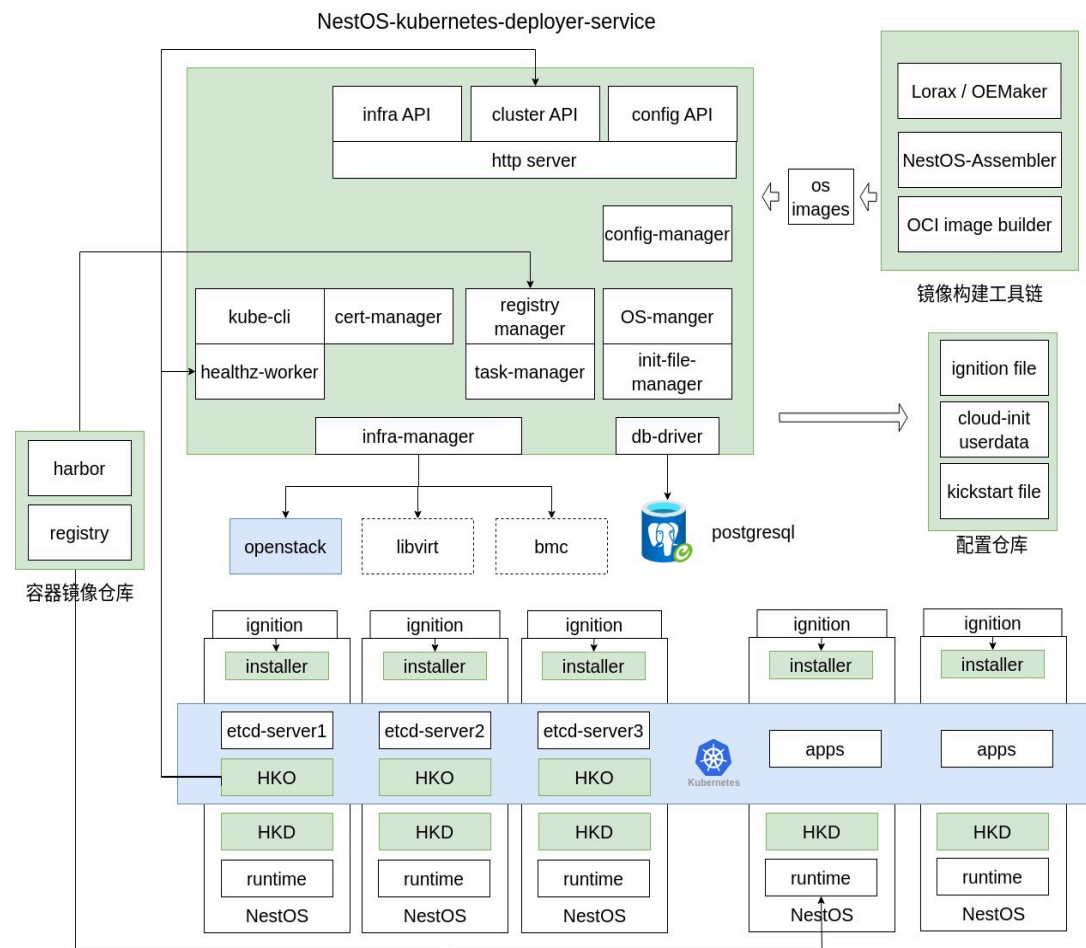 NestOS-kubernetes-deployer-service
infra API
cluster API
config API
http server
config-manager
kube-cli
cert-manager
registry
manager
OS-manger
healthz-worker
task-manager
init-file-
manager
infra-manager
db-driver
os
images
Lorax / OEMaker
NestOS-Assembler
OCI image builder
镜像构建工具链
ignition file
cloud-init
userdata
kickstart file
配置仓库
harbor
registry
容器镜像仓库
openstack
libvirt
bmc
postgresql
ignition
ignition
ignition
ignition
ignition
installer
installer
installer
installer
installer
etcd-server1
etcd-server2
etcd-server3
apps
apps
Kubernetes
HKO
HKO
HKO
HKD
HKD
HKD
HKD
HKD
runtime
runtime
runtime
runtime
runtime
NestOS
NestOS
NestOS
NestOS
NestOS